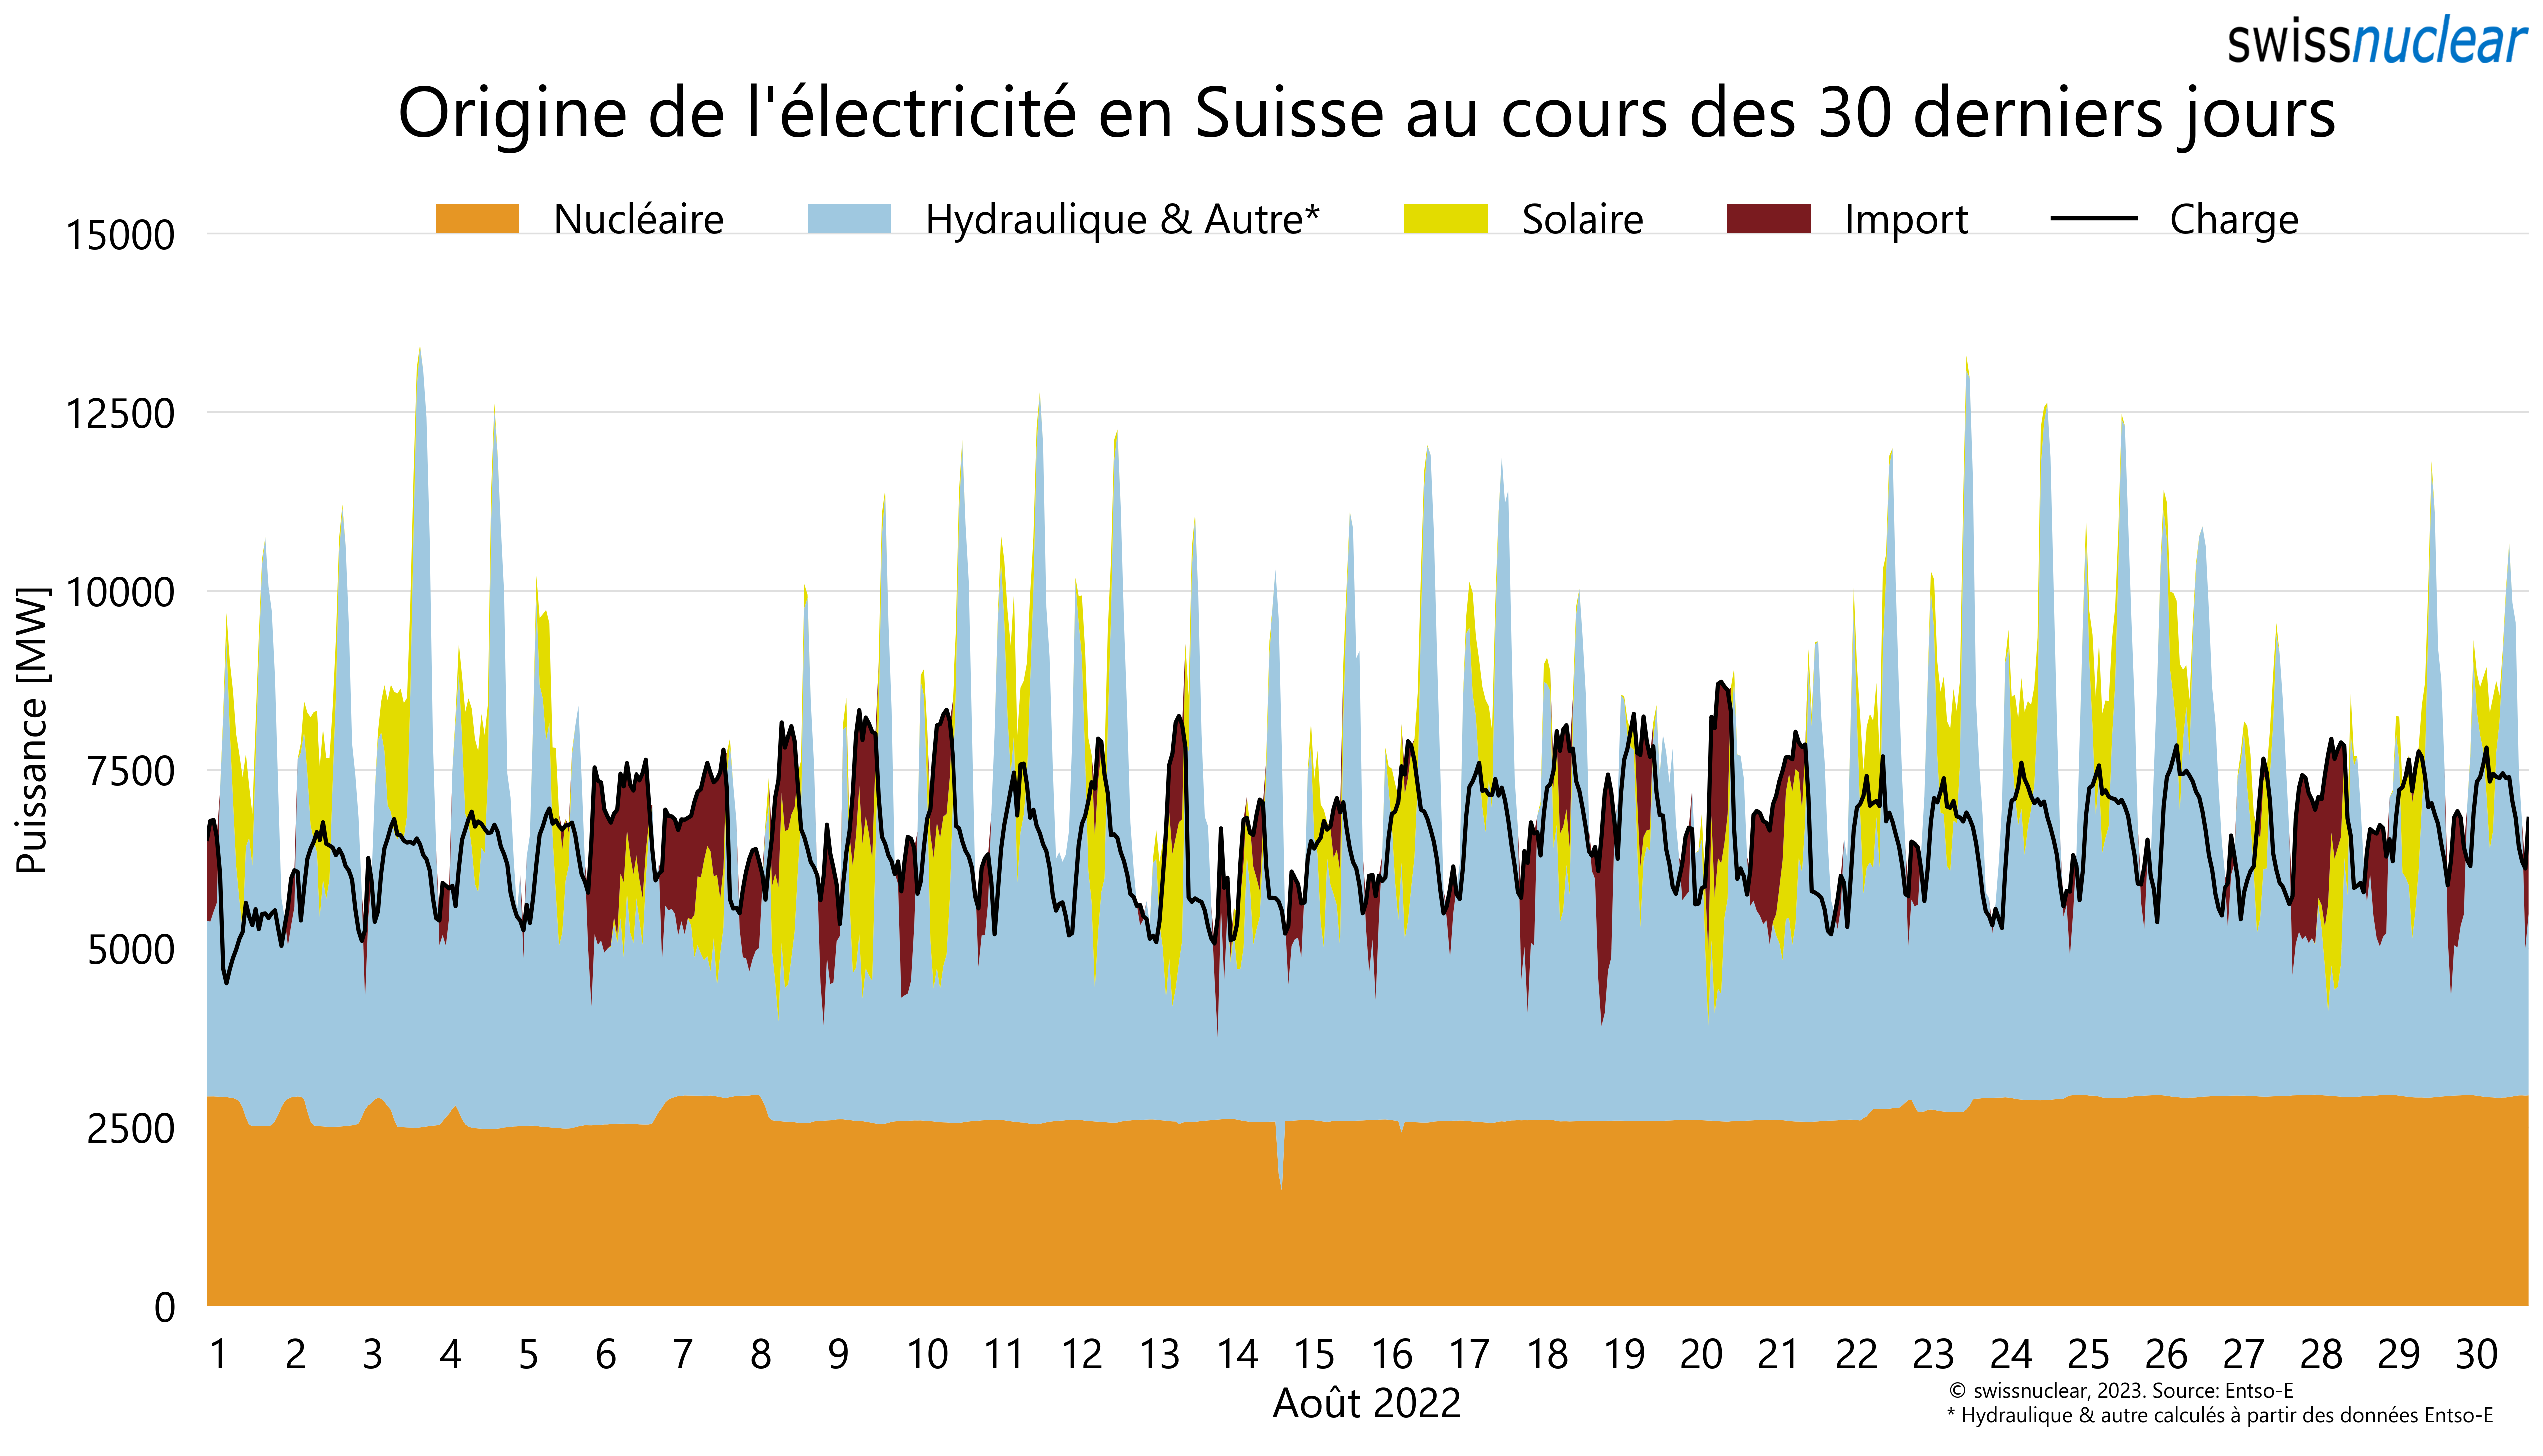 swissnuclear
Origine de l'électricité en Suisse au cours des 30 derniers jours
Nucléaire Hydraulique & Autre* Solaire Import Charge
15000
12500
10000
7500
5000
2500
0
Puissance [MW]
1 2 3 4 5 6 7 8 9 10 11 12 13 14 15 16 17 18 19 20 21 22 23 24 25 26 27 28 29 30
Août 2022
© swissnuclear, 2023. Source: Entso-E
* Hydraulique & autre calculés à partir des données Entso-E